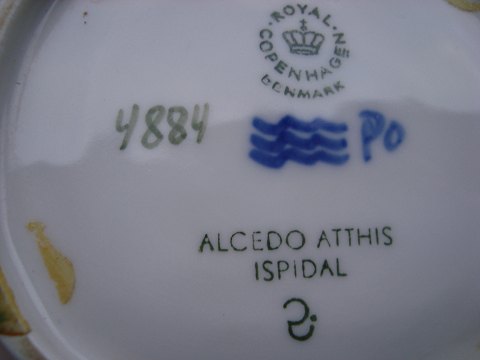 ROYAL
COPENHAGEN
DENMARK
4884 Po
ALCEDO ATTHIS
ISPIDAL